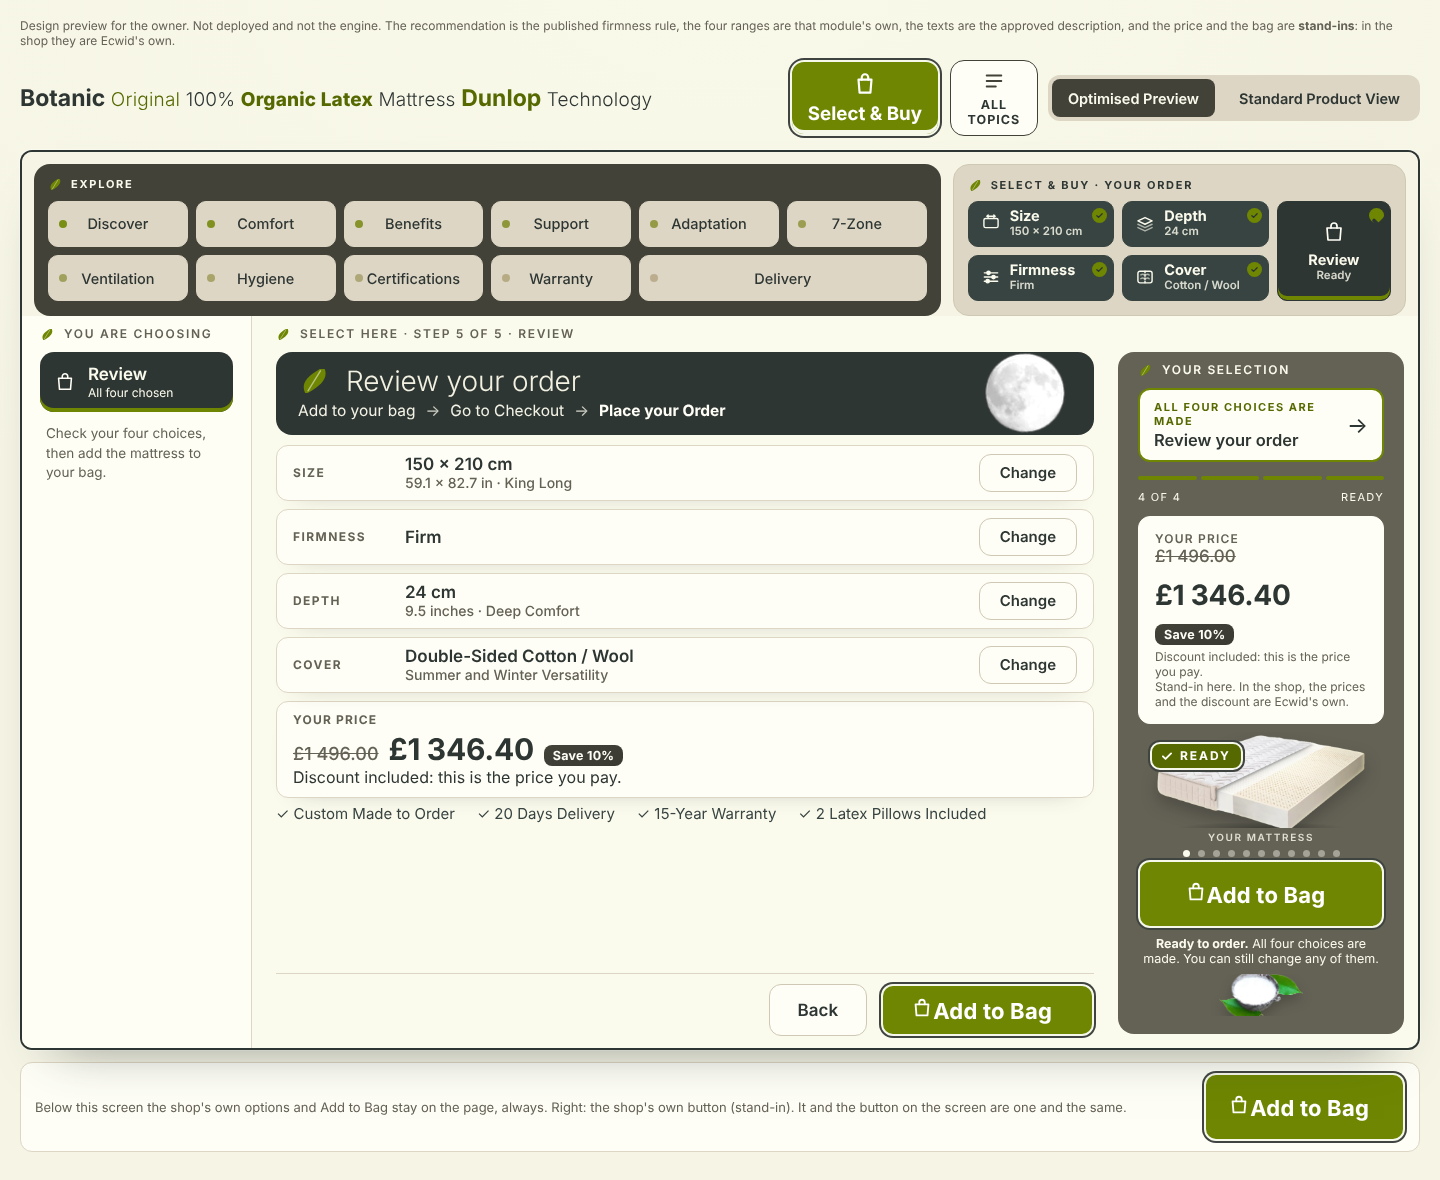 Design preview for the owner. Not deployed and not the engine. The recommendation is the published firmness rule, the four ranges are that module's own, the texts are the approved description, and the price and the bag are stand-ins: in the
shop they are Ecwid's own.
Botanic Original 100% Organic Latex Mattress Dunlop Technology
Select & Buy
ALL
TOPICS
Optimised Preview
Standard Product View
EXPLORE
Discover
Comfort
Benefits
Support
Adaptation
7-Zone
Ventilation
Hygiene
Certifications
Warranty
Delivery
SELECT & BUY · YOUR ORDER
Size
150 × 210 cm
Depth
24 cm
Firmness
Firm
Cover
Cotton / Wool
Review
Ready
YOU ARE CHOOSING
Review
All four chosen
Check your four choices,
then add the mattress to
your bag.
SELECT HERE · STEP 5 OF 5 · REVIEW
Review your order
Add to your bag → Go to Checkout → Place your Order
SIZE
150 × 210 cm
59.1 × 82.7 in · King Long
Change
FIRMNESS
Firm
Change
DEPTH
24 cm
9.5 inches · Deep Comfort
Change
COVER
Double-Sided Cotton / Wool
Summer and Winter Versatility
Change
YOUR PRICE
£1 496.00 £1 346.40 Save 10%
Discount included: this is the price you pay.
✓ Custom Made to Order ✓ 20 Days Delivery ✓ 15-Year Warranty ✓ 2 Latex Pillows Included
Back
Add to Bag
YOUR SELECTION
ALL FOUR CHOICES ARE
MADE
Review your order →
4 OF 4 READY
YOUR PRICE
£1 496.00
£1 346.40
Save 10%
Discount included: this is the price
you pay.
Stand-in here. In the shop, the prices
and the discount are Ecwid's own.
✓ READY
YOUR MATTRESS
Add to Bag
Ready to order. All four choices are
made. You can still change any of them.
Below this screen the shop's own options and Add to Bag stay on the page, always. Right: the shop's own button (stand-in). It and the button on the screen are one and the same.
Add to Bag